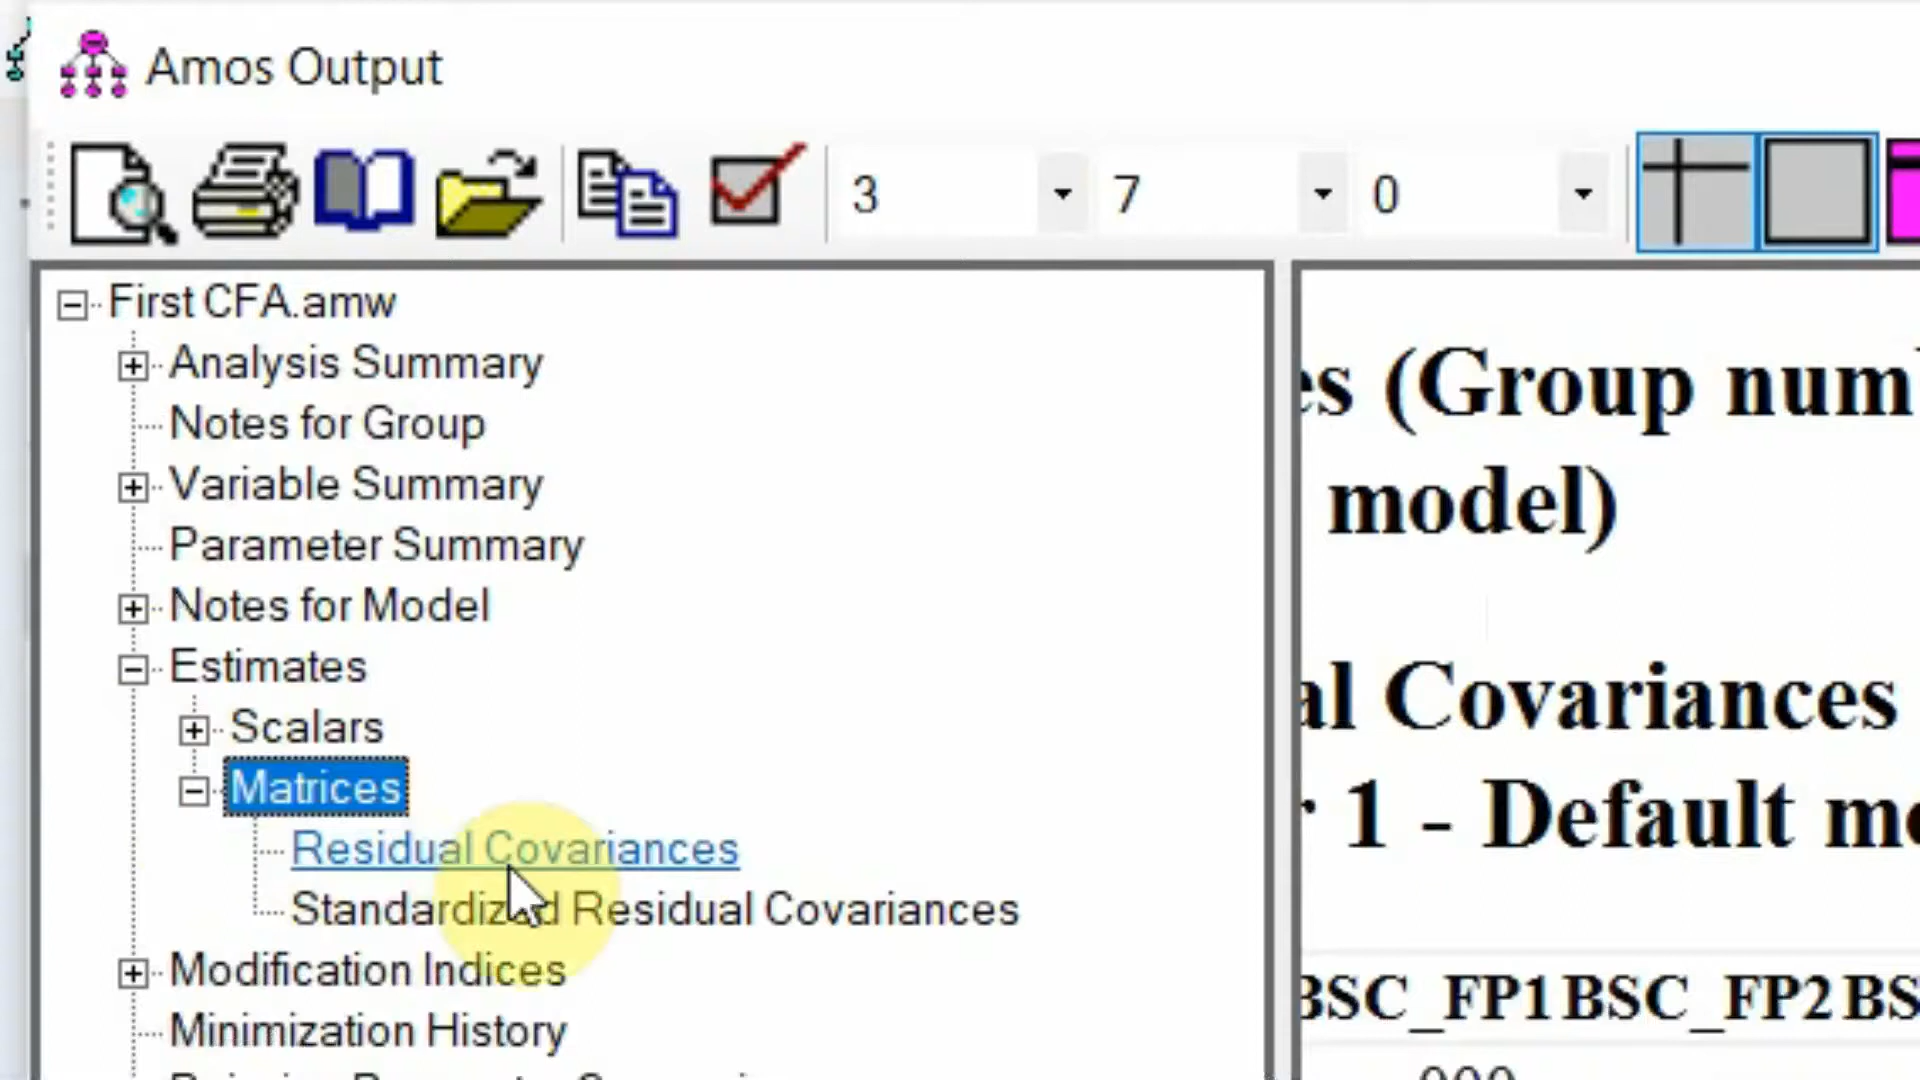 Amos Output
3 7 0
First CFA.amw
Analysis Summary
Notes for Group
Variable Summary
Parameter Summary
Notes for Model
Estimates
Scalars
Matrices
Residual Covariances
Standardized Residual Covariances
Modification Indices
Minimization History
es (Group num
model)
al Covariances
r 1 - Default mo
BSC_FP1 BSC_FP2 BS